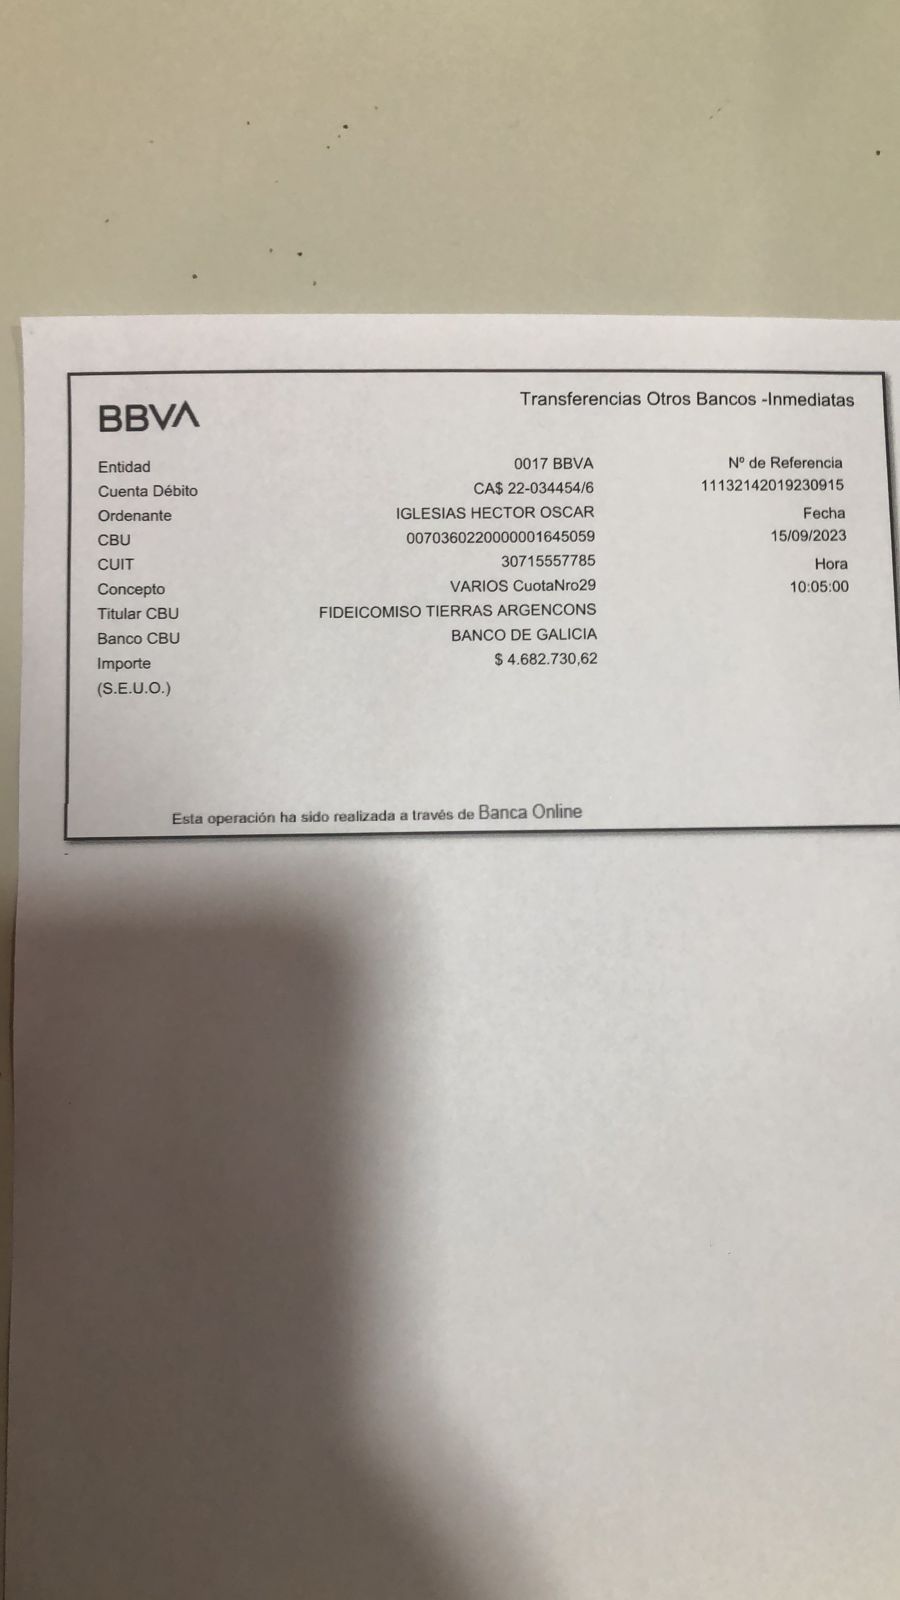 BBVA
Transferencias Otros Bancos -Inmediatas
Entidad 0017 BBVA
Cuenta Débito CA$ 22-034454/6
Ordenante IGLESIAS HECTOR OSCAR
CBU 0070360220000001645059
CUIT 30715557785
Concepto VARIOS CuotaNro29
Titular CBU FIDEICOMISO TIERRAS ARGENCONS
Banco CBU BANCO DE GALICIA
Importe $ 4.682.730,62
(S.E.U.O.)
Nº de Referencia
11132142019230915
Fecha
15/09/2023
Hora
10:05:00
Esta operación ha sido realizada a través de Banca Online